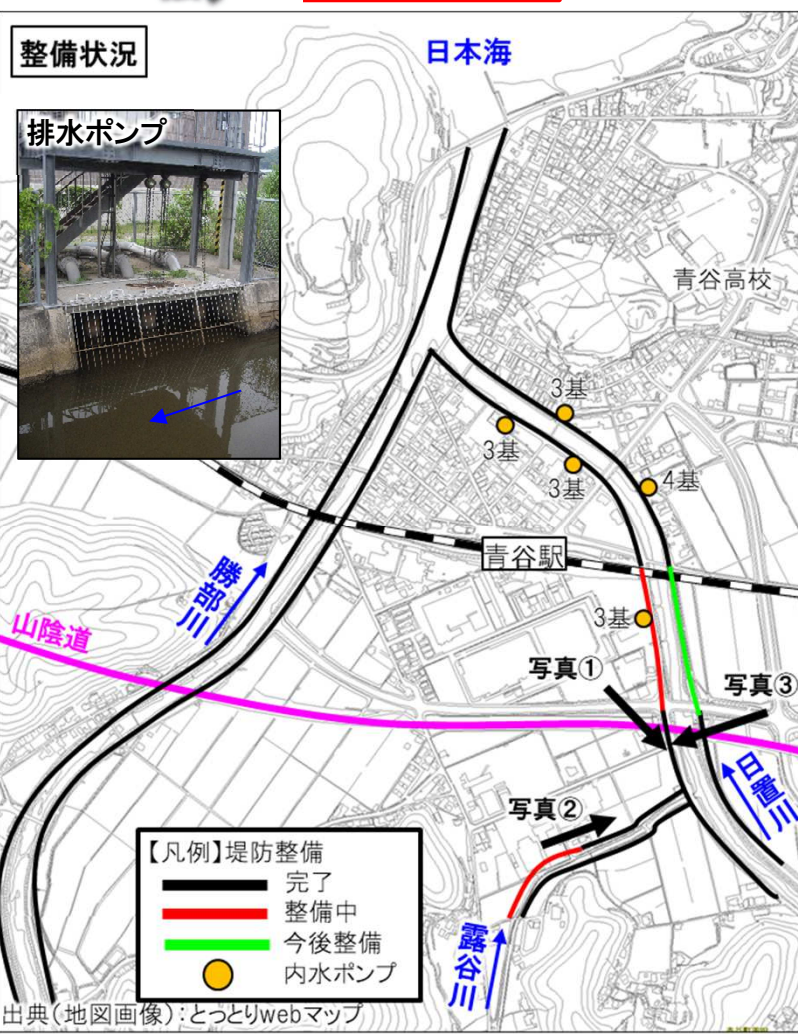 整備状況
日本海
排水ポンプ
青谷高校
3基
3基
3基
4基
青谷駅
勝部川
3基
山陰道
写真①
写真③
日置川
写真②
【凡例】堤防整備
完了
整備中
今後整備
内水ポンプ
露谷川
出典(地図画像):とっとりwebマップ